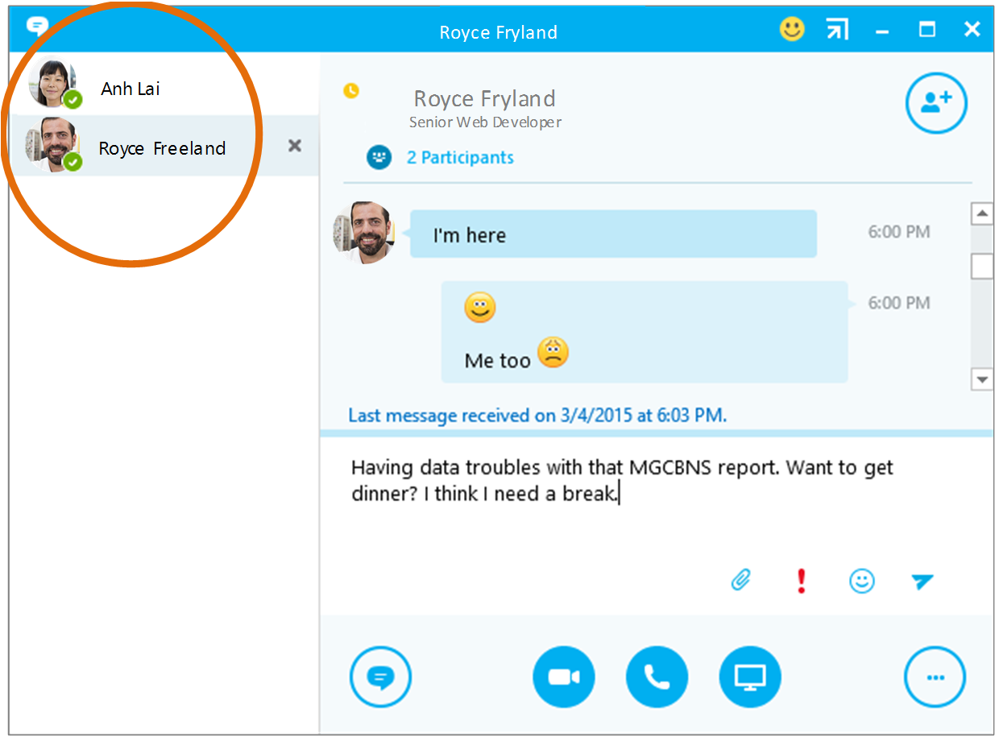 Royce Fryland
Anh Lai
Royce Freeland
Royce Fryland
Senior Web Developer
2 Participants
I'm here
6:00 PM
6:00 PM
Me too
Last message received on 3/4/2015 at 6:03 PM.
Having data troubles with that MGCBNS report. Want to get
dinner? I think I need a break.